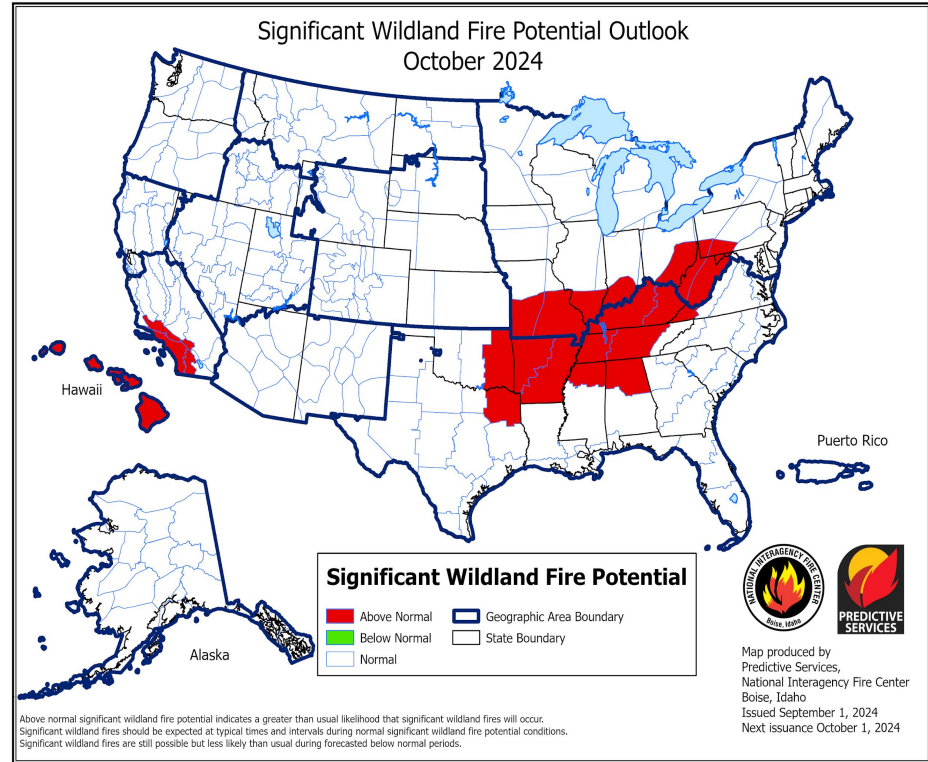 Significant Wildland Fire Potential Outlook
October 2024
Hawaii
Puerto Rico
Alaska
Significant Wildland Fire Potential
Above Normal
Below Normal
Normal
Geographic Area Boundary
State Boundary
NATIONAL INTERAGENCY FIRE CENTER
Boise, Idaho
PREDICTIVE
SERVICES
Map produced by
Predictive Services,
National Interagency Fire Center
Boise, Idaho
Issued September 1, 2024
Next issuance October 1, 2024
Above normal significant wildland fire potential indicates a greater than usual likelihood that significant wildland fires will occur.
Significant wildland fires should be expected at typical times and intervals during normal significant wildland fire potential conditions.
Significant wildland fires are still possible but less likely than usual during forecasted below normal periods.